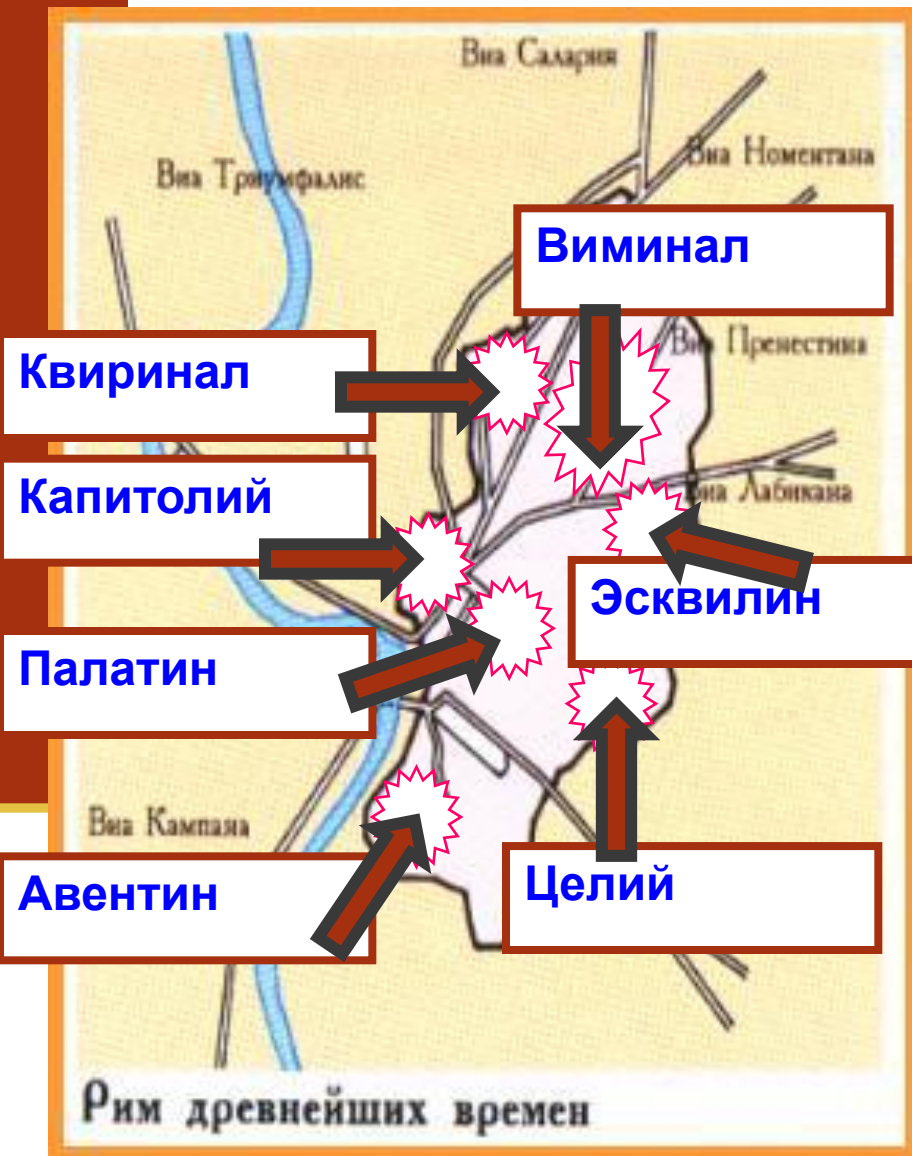 Виа Салария
Виа Номентана
Виа Триумфалис
Виминал
Виа Пренестина
Квиринал
Капитолий
Виа Лабикана
Эсквилин
Палатин
Виа Кампана
Авентин
Целий
Рим древнейших времен